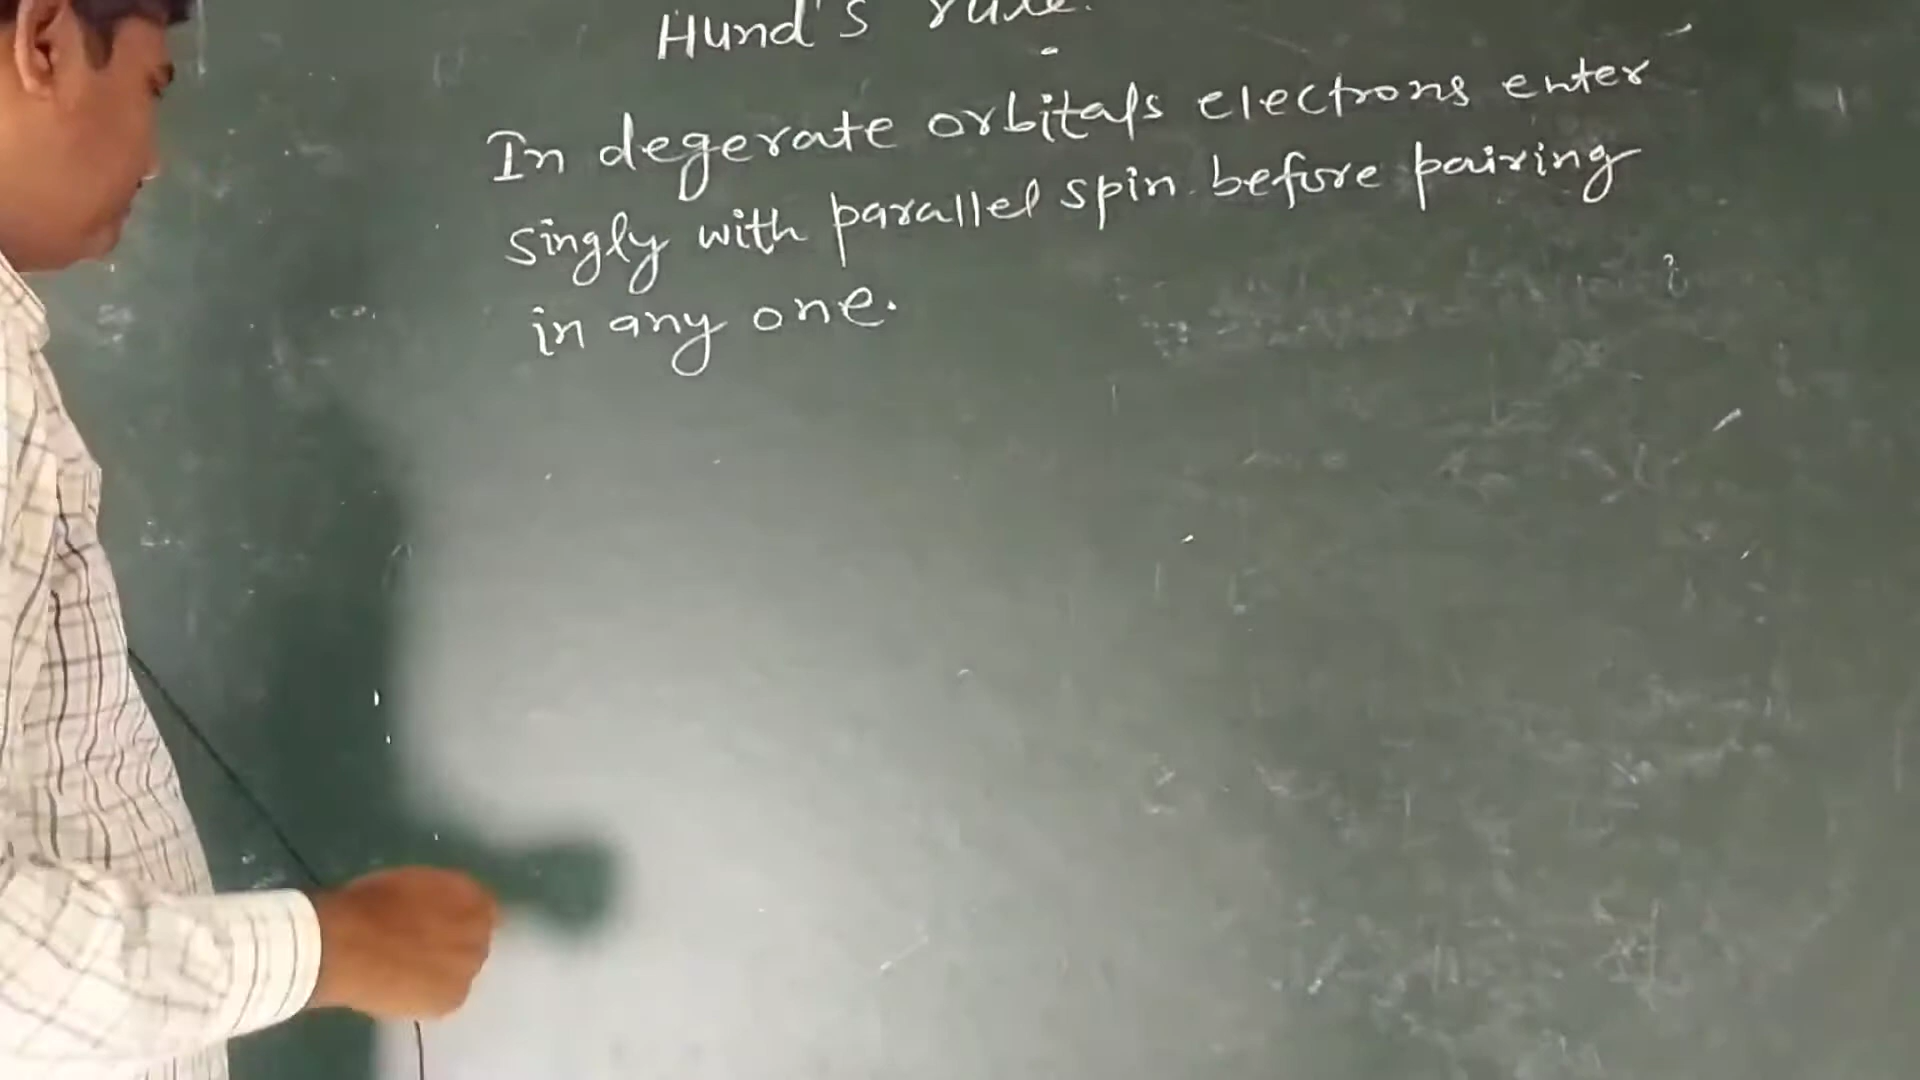 Hund's rule.
In degerate orbitals electrons enter
singly with parallel spin before pairing
in any one.